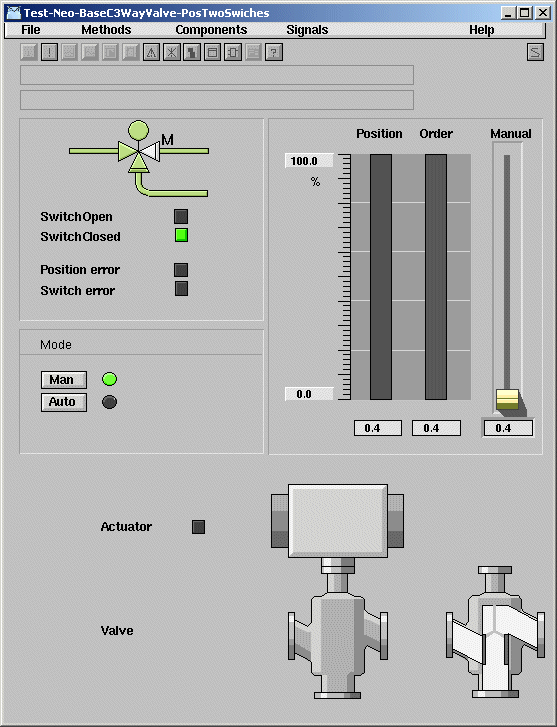 Test-Neo-BaseC3WayValve-PosTwoSwiches
File Methods Components Signals Help
M
SwitchOpen
SwitchClosed
Position error
Switch error
Mode
Man
Auto
Position Order Manual
100.0
%
0.0
0.4 0.4 0.4
Actuator
Valve